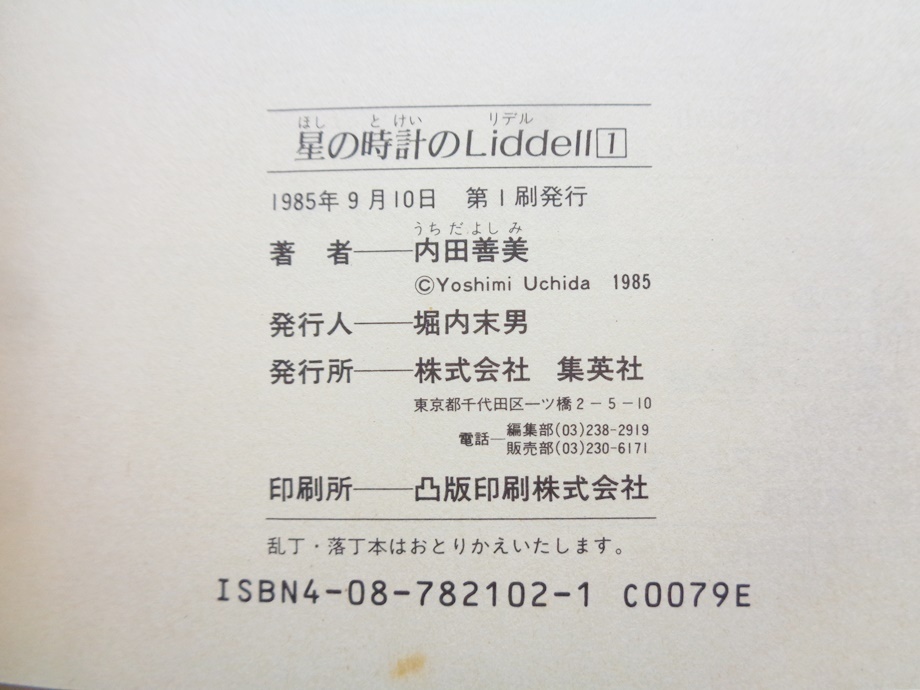 ほし とけい リデル
星の時計のLiddell 1
1985年9月10日 第1刷発行
うちだよしみ
著 者――内田善美
©Yoshimi Uchida 1985
発行人――堀内末男
発行所――株式会社 集英社
東京都千代田区一ツ橋2-5-10
電話―編集部(03)238-2919
販売部(03)230-6171
印刷所――凸版印刷株式会社
乱丁・落丁本はおとりかえいたします。
ISBN4-08-782102-1 C0079E